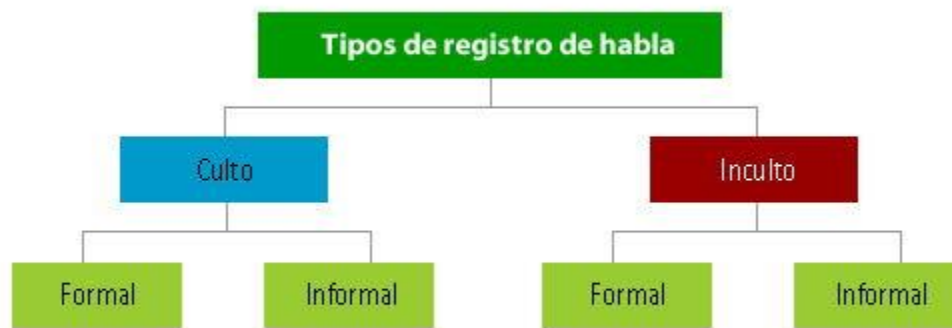 Tipos de registro de habla
Culto
Inculto
Formal
Informal
Formal
Informal